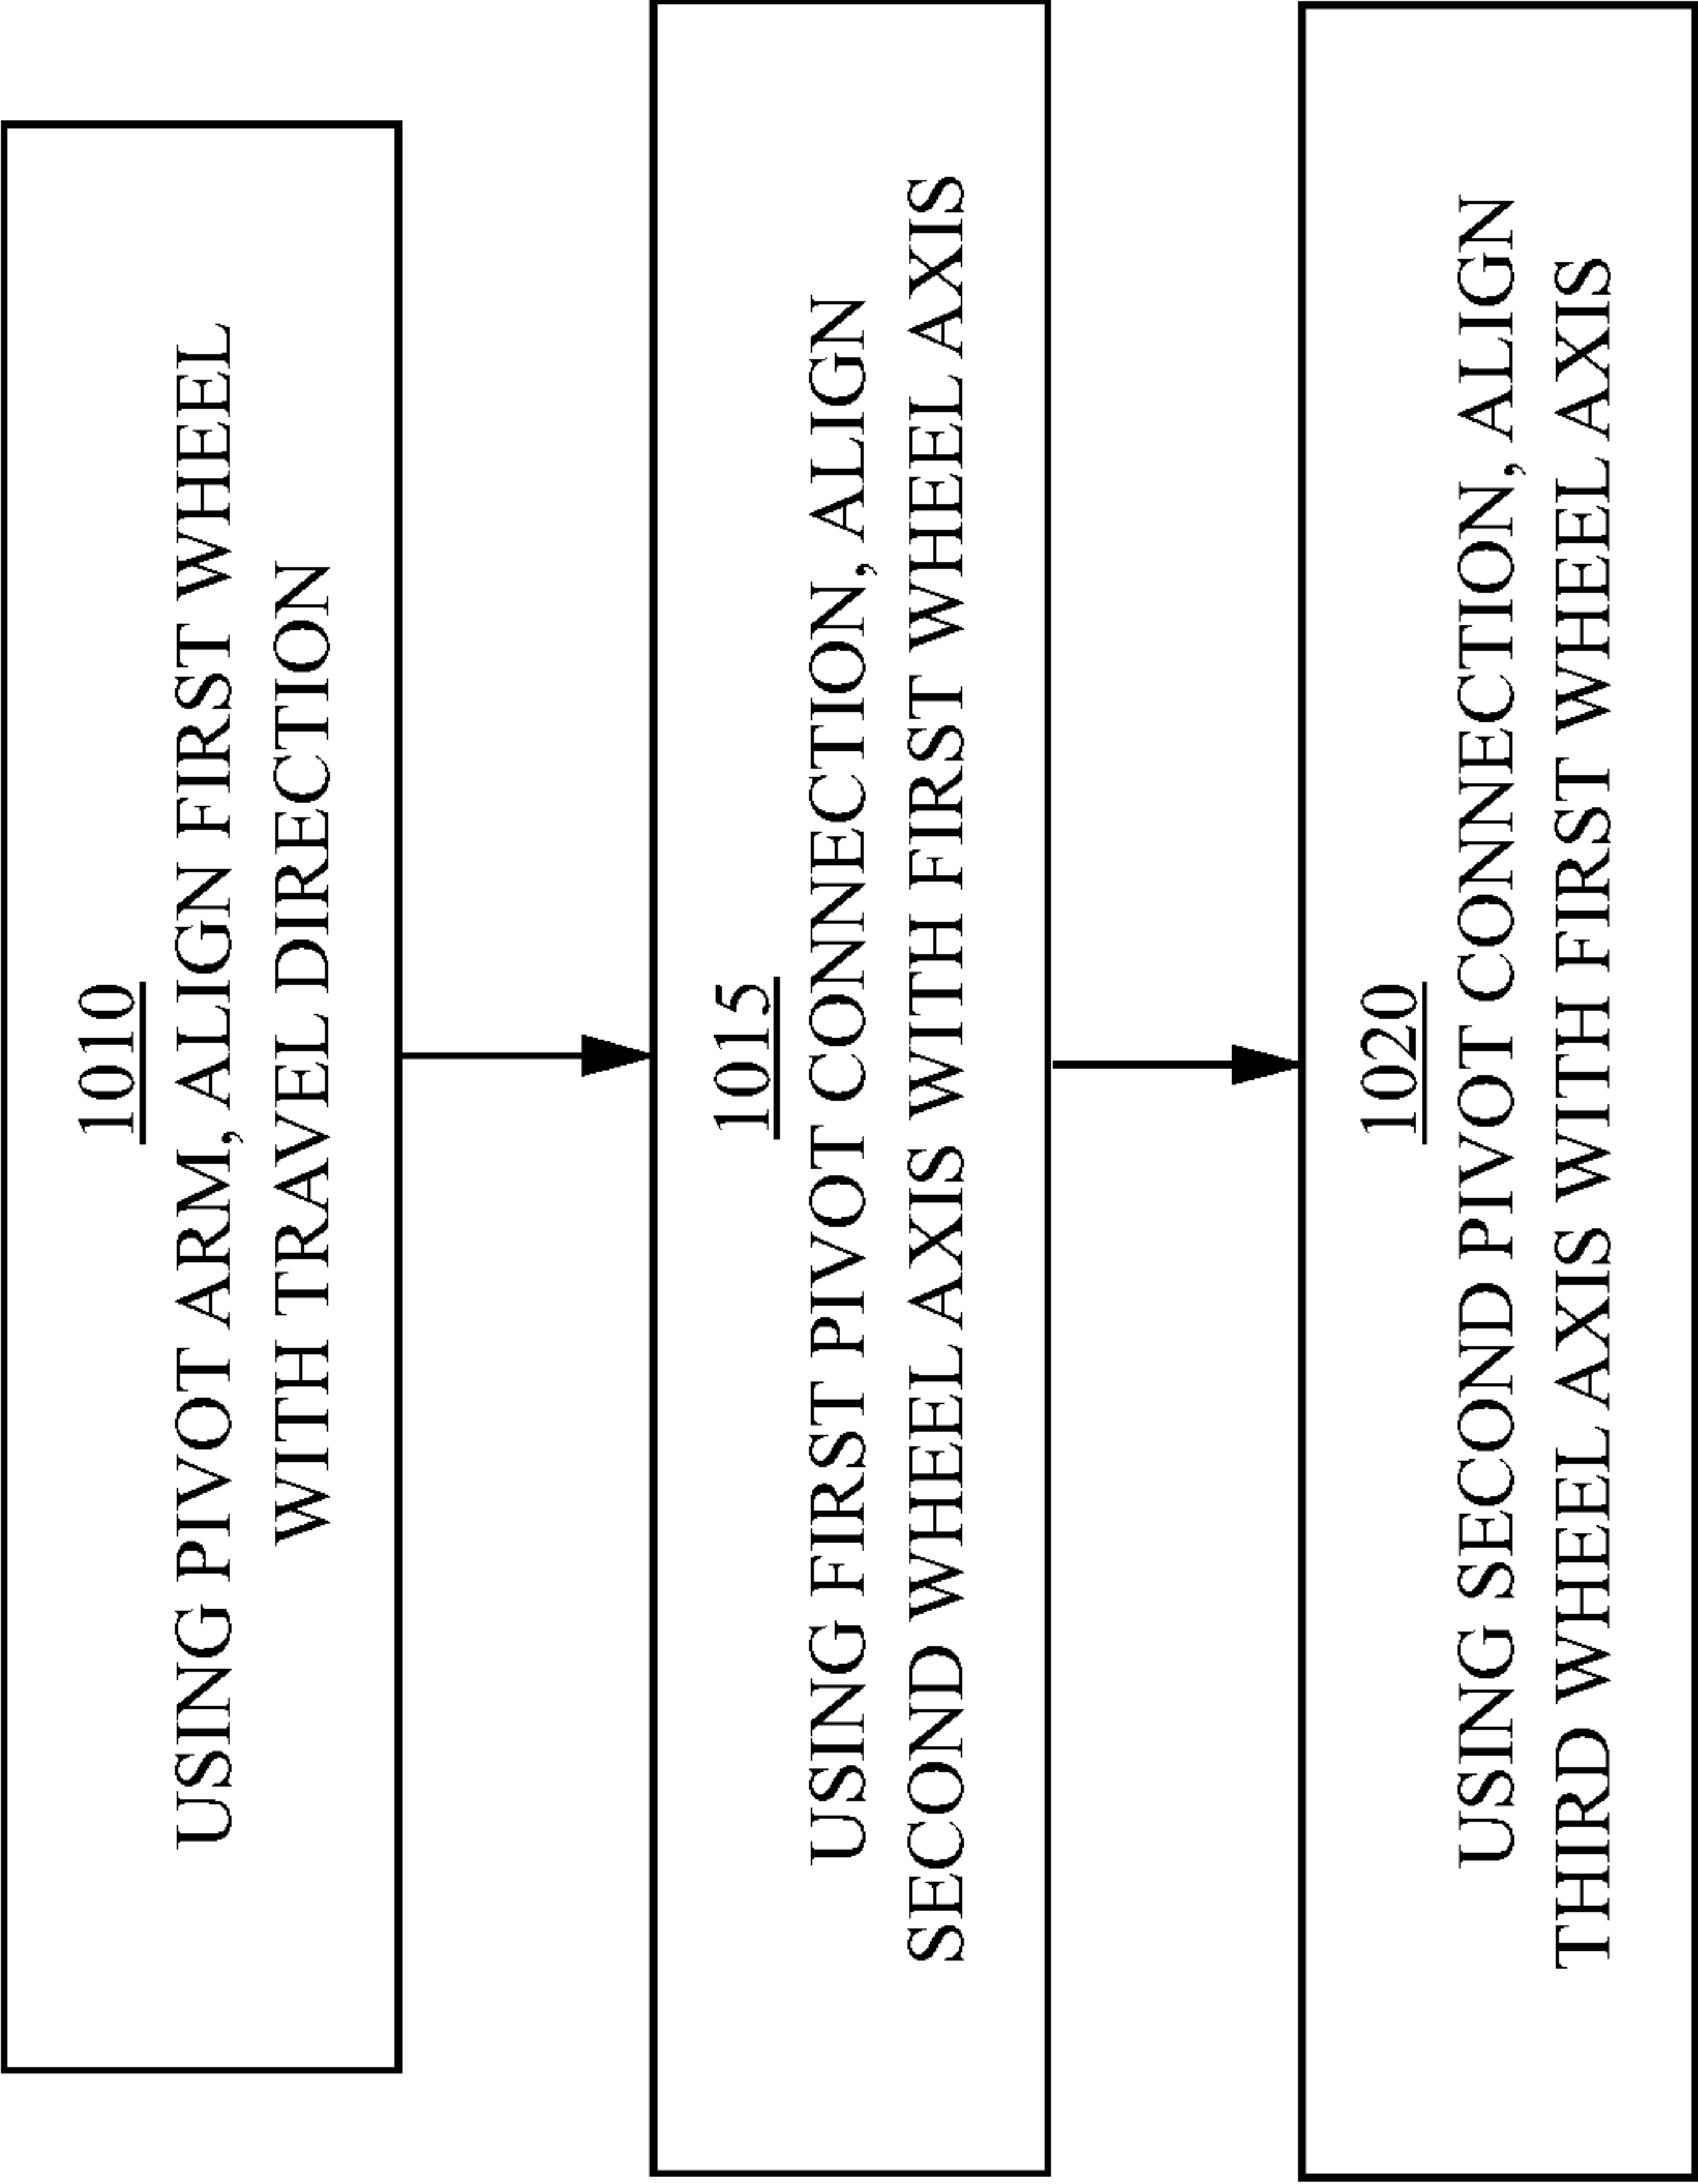 1010
USING PIVOT ARM, ALIGN FIRST WHEEL
WITH TRAVEL DIRECTION
1015
USING FIRST PIVOT CONNECTION, ALIGN
SECOND WHEEL AXIS WITH FIRST WHEEL AXIS
1020
USING SECOND PIVOT CONNECTION, ALIGN
THIRD WHEEL AXIS WITH FIRST WHEEL AXIS